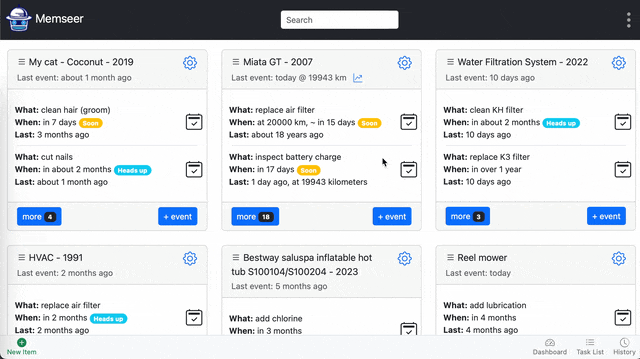 Memseer
Search
My cat - Coconut - 2019
Last event: about 1 month ago
What: clean hair (groom)
When: in 7 days Soon
Last: 3 months ago
What: cut nails
When: in about 2 months Heads up
Last: about 1 month ago
more 4
+ event
Miata GT - 2007
Last event: today @ 19943 km
What: replace air filter
When: at 20000 km, ~ in 15 days Soon
Last: about 18 years ago
What: inspect battery charge
When: in 17 days Soon
Last: 1 day ago, at 19943 kilometers
more 18
+ event
Water Filtration System - 2022
Last event: 10 days ago
What: clean KH filter
When: in about 2 months Heads up
Last: 10 days ago
What: replace K3 filter
When: in over 1 year
Last: 10 days ago
more 3
+ event
HVAC - 1991
Last event: 2 months ago
What: replace air filter
When: in 2 months Heads up
Last: 2 months ago
Bestway saluspa inflatable hot
tub S100104/S100204 - 2023
Last event: 5 months ago
What: add chlorine
When: in 3 months
Reel mower
Last event: today
What: add lubrication
When: in 4 months
Last: 4 months ago
New Item
Dashboard
Task List
History